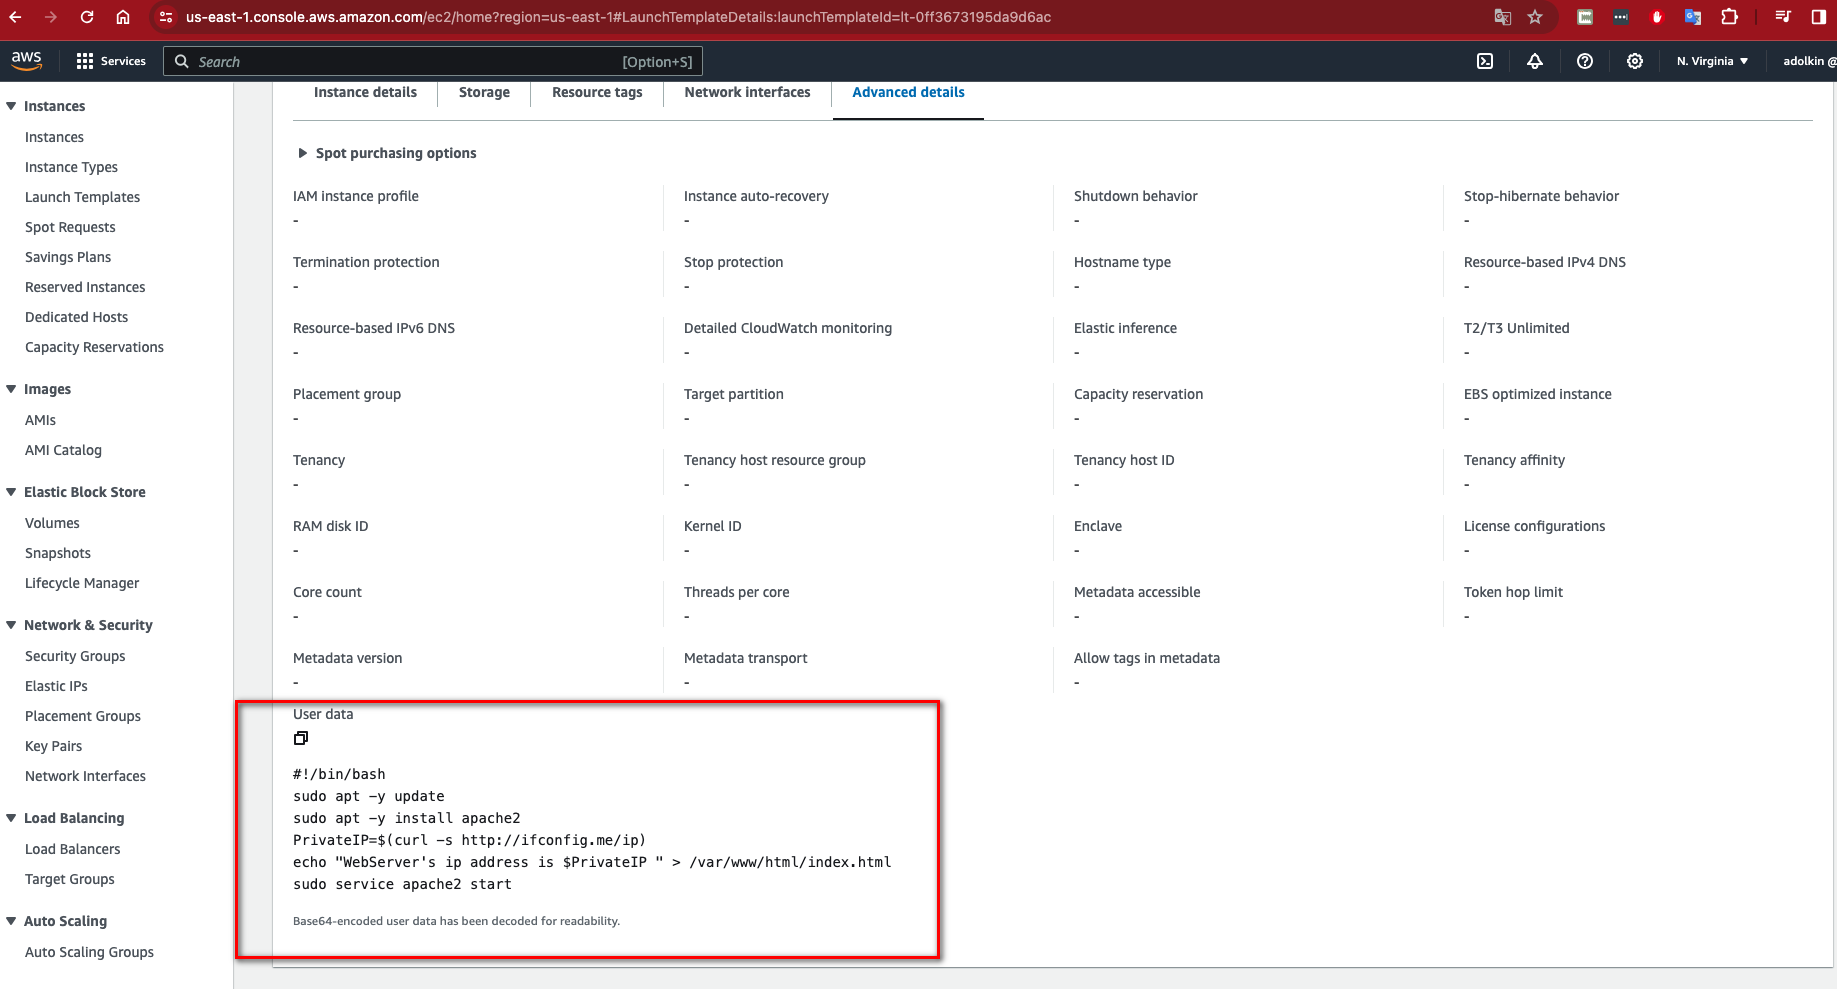 us-east-1.console.aws.amazon.com/ec2/home?region=us-east-1#LaunchTemplateDetails:launchTemplateId=lt-0ff3673195da9d6ac
aws
Services
Search
[Option+S]
N. Virginia
adolkin @
Instances
Instances
Instance Types
Launch Templates
Spot Requests
Savings Plans
Reserved Instances
Dedicated Hosts
Capacity Reservations
Images
AMIs
AMI Catalog
Elastic Block Store
Volumes
Snapshots
Lifecycle Manager
Network & Security
Security Groups
Elastic IPs
Placement Groups
Key Pairs
Network Interfaces
Load Balancing
Load Balancers
Target Groups
Auto Scaling
Auto Scaling Groups
Instance details
Storage
Resource tags
Network interfaces
Advanced details
Spot purchasing options
IAM instance profile
-
Instance auto-recovery
-
Shutdown behavior
-
Stop-hibernate behavior
-
Termination protection
-
Stop protection
-
Hostname type
-
Resource-based IPv4 DNS
-
Resource-based IPv6 DNS
-
Detailed CloudWatch monitoring
-
Elastic inference
-
T2/T3 Unlimited
-
Placement group
-
Target partition
-
Capacity reservation
-
EBS optimized instance
-
Tenancy
-
Tenancy host resource group
-
Tenancy host ID
-
Tenancy affinity
-
RAM disk ID
-
Kernel ID
-
Enclave
-
License configurations
-
Core count
-
Threads per core
-
Metadata accessible
-
Token hop limit
-
Metadata version
-
Metadata transport
-
Allow tags in metadata
-
User data
#!/bin/bash
sudo apt -y update
sudo apt -y install apache2
PrivateIP=$(curl -s http://ifconfig.me/ip)
echo "WebServer's ip address is $PrivateIP " > /var/www/html/index.html
sudo service apache2 start
Base64-encoded user data has been decoded for readability.